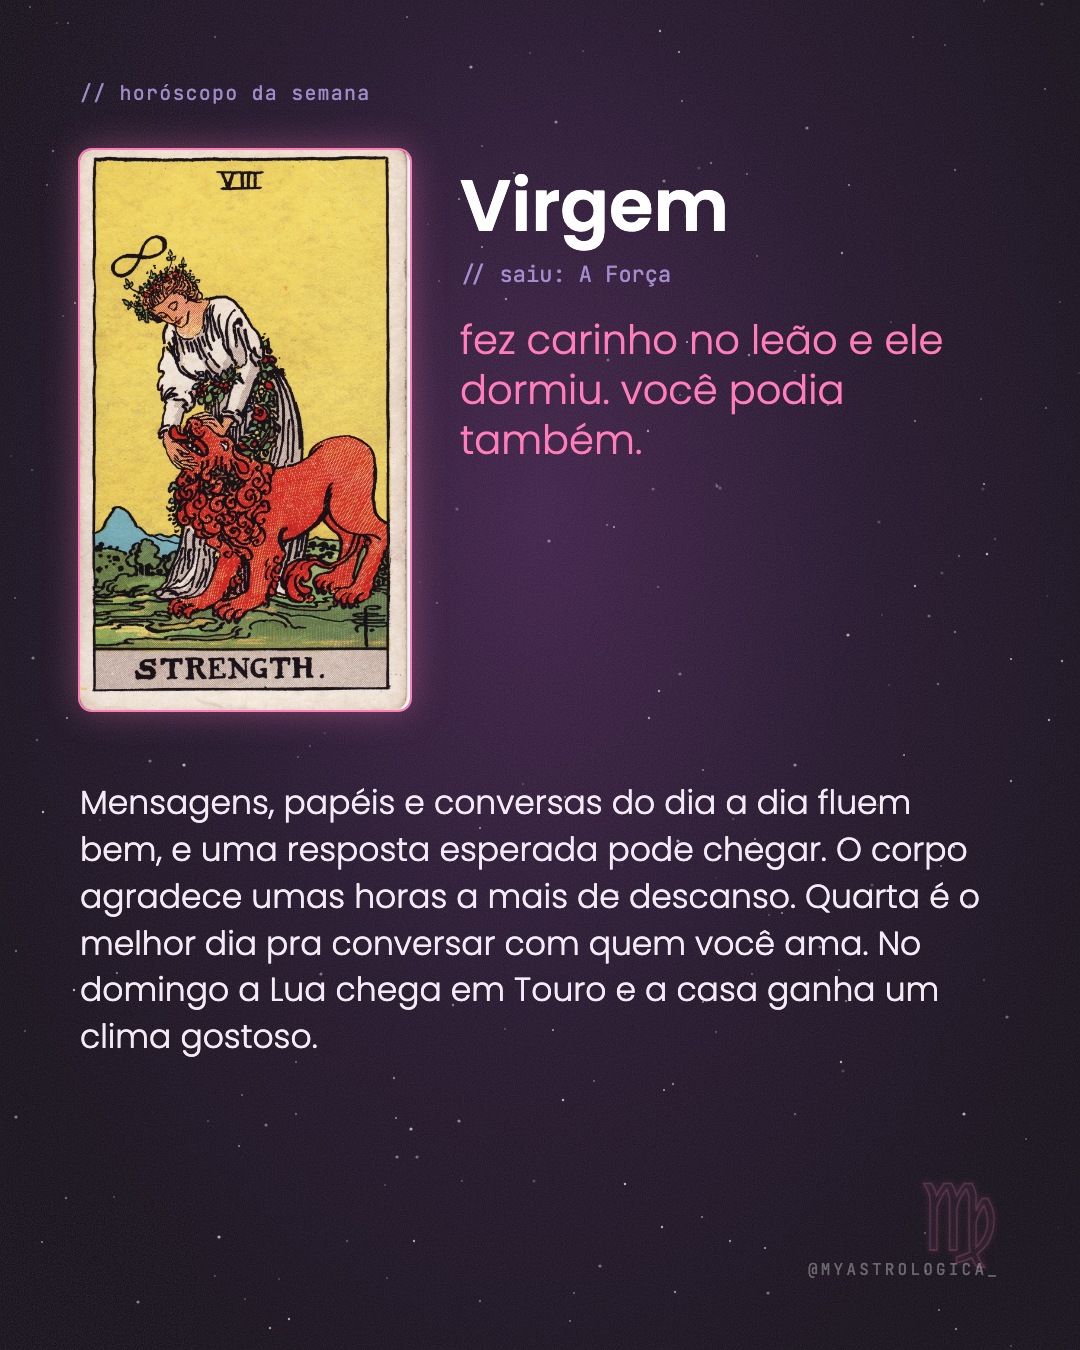 // horóscopo da semana
VIII
STRENGTH.
Virgem
// saiu: A Força
fez carinho no leão e ele
dormiu. você podia
também.
Mensagens, papéis e conversas do dia a dia fluem
bem, e uma resposta esperada pode chegar. O corpo
agradece umas horas a mais de descanso. Quarta é o
melhor dia pra conversar com quem você ama. No
domingo a Lua chega em Touro e a casa ganha um
clima gostoso.
@MYASTROLOGICA_